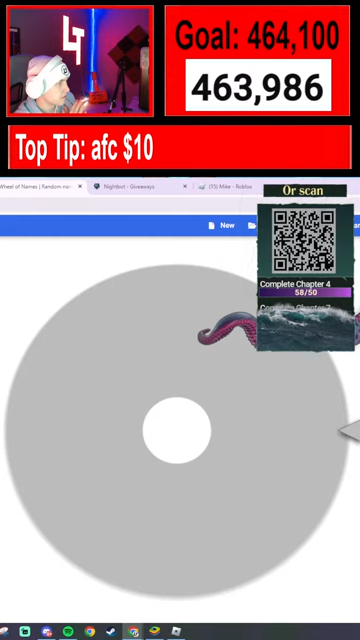 LT
Goal: 464,100
463,986
Top Tip: afc $10
Wheel of Names | Random na
Nightbot - Giveaways
(15) Mike - Roblox
Or scan
New
Complete Chapter 4
58/50